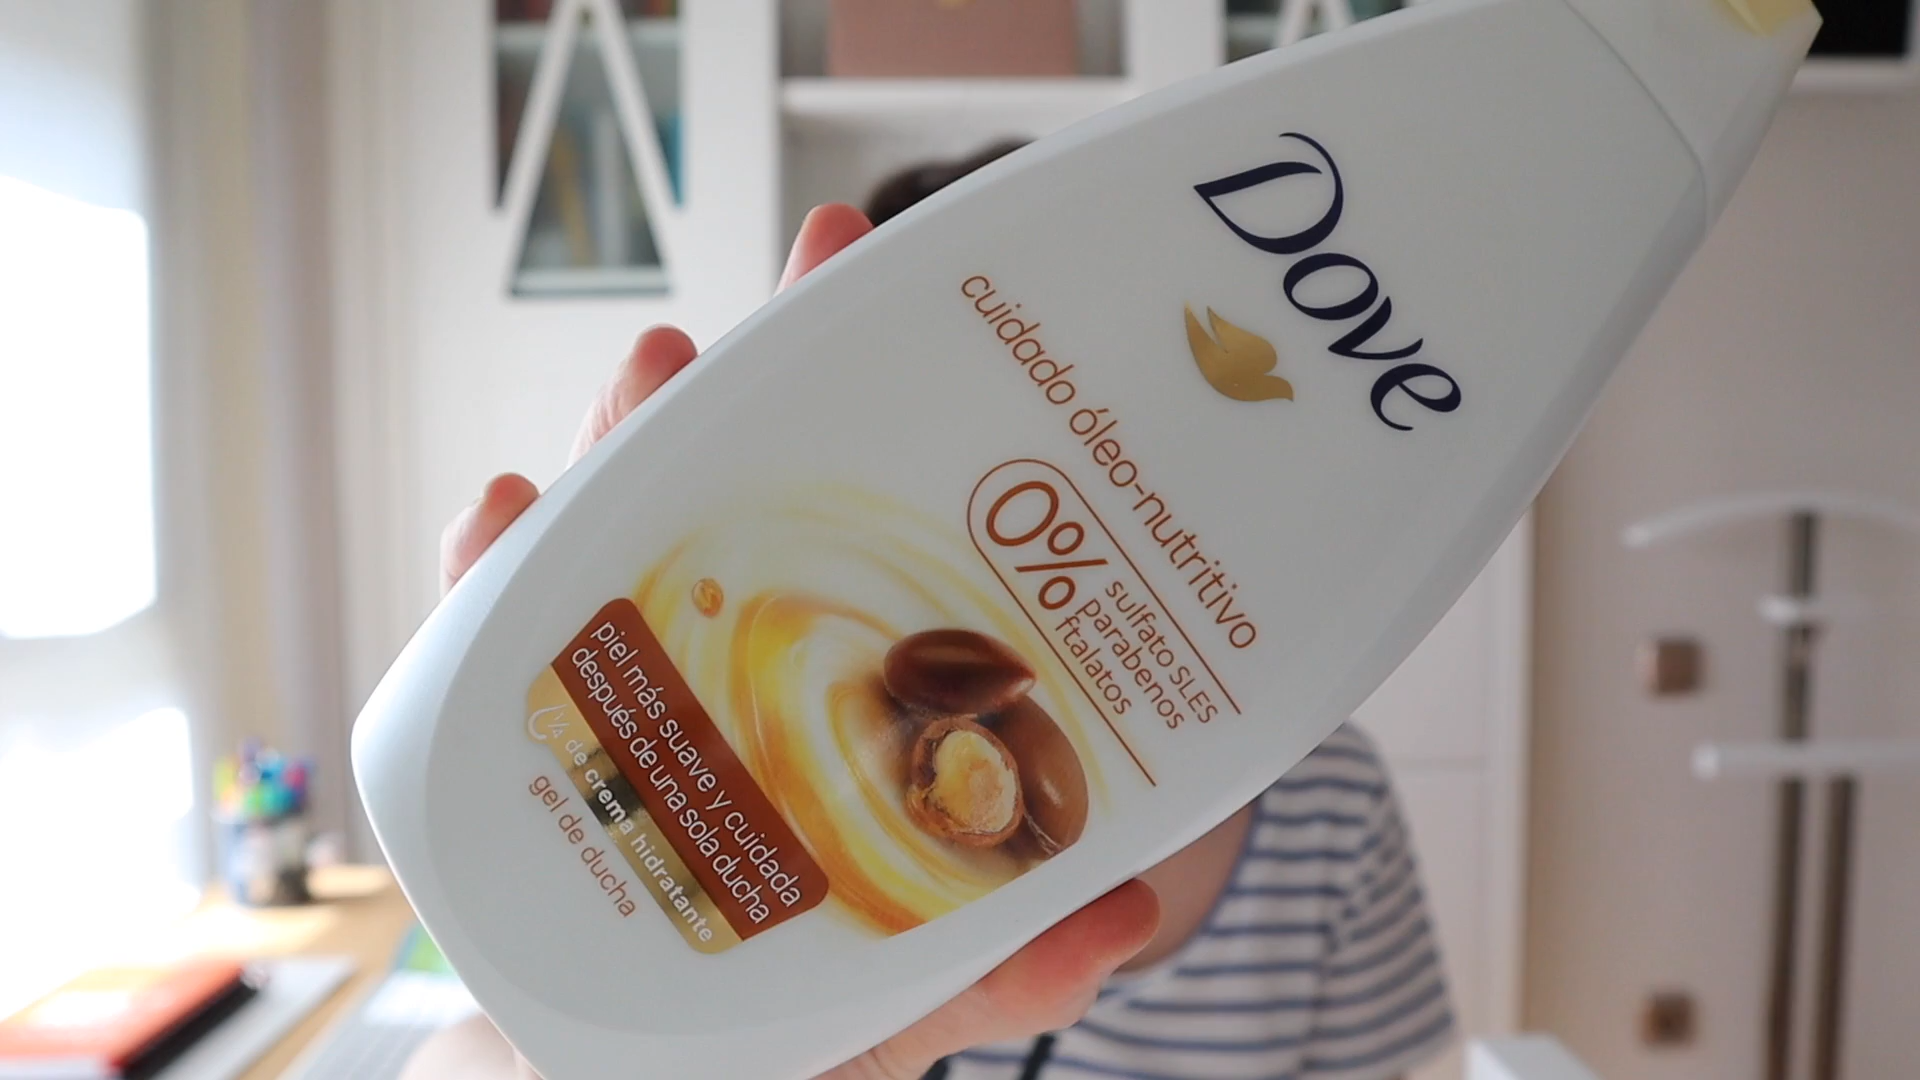 Dove
cuidado óleo-nutritivo
0%
sulfato SLES
parabenos
ftalatos
piel más suave y cuidada
después de una sola ducha
1/4 de crema hidratante
gel de ducha